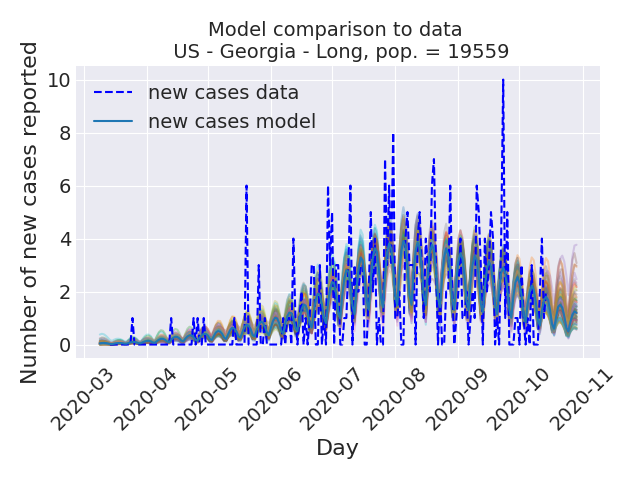 Model comparison to data
US - Georgia - Long, pop. = 19559
new cases data
new cases model
Number of new cases reported
10
8
6
4
2
0
2020-03
2020-04
2020-05
2020-06
2020-07
2020-08
2020-09
2020-10
2020-11
Day